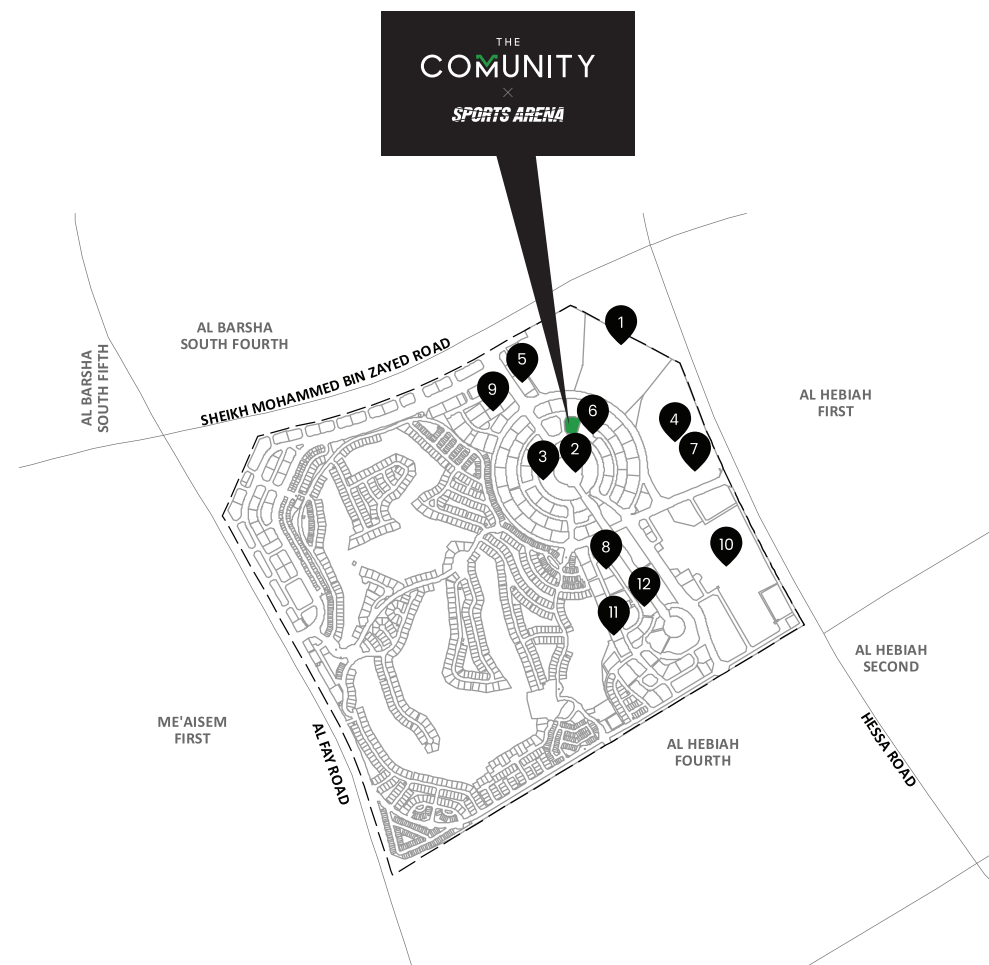 THE
COMUNITY
×
SPORTS ARENA
AL BARSHA
SOUTH FOURTH
AL BARSHA
SOUTH FIFTH
SHEIKH MOHAMMED BIN ZAYED ROAD
1
5
9
6
4
AL HEBIAH
FIRST
3
2
7
8
10
12
11
AL HEBIAH
SECOND
ME'AISEM
FIRST
AL FAY ROAD
AL HEBIAH
FOURTH
HESSA ROAD